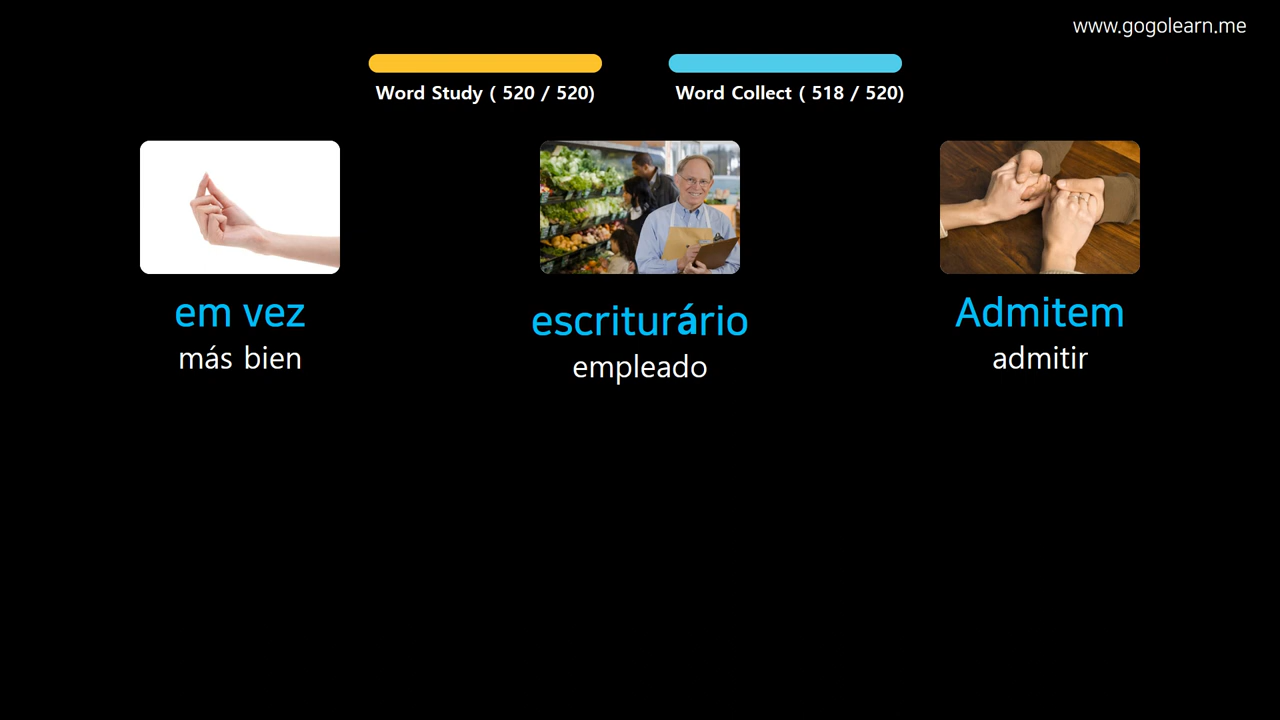 www.gogolearn.me
Word Study ( 520 / 520)
Word Collect ( 518 / 520)
em vez
más bien
escriturário
empleado
Admitem
admitir